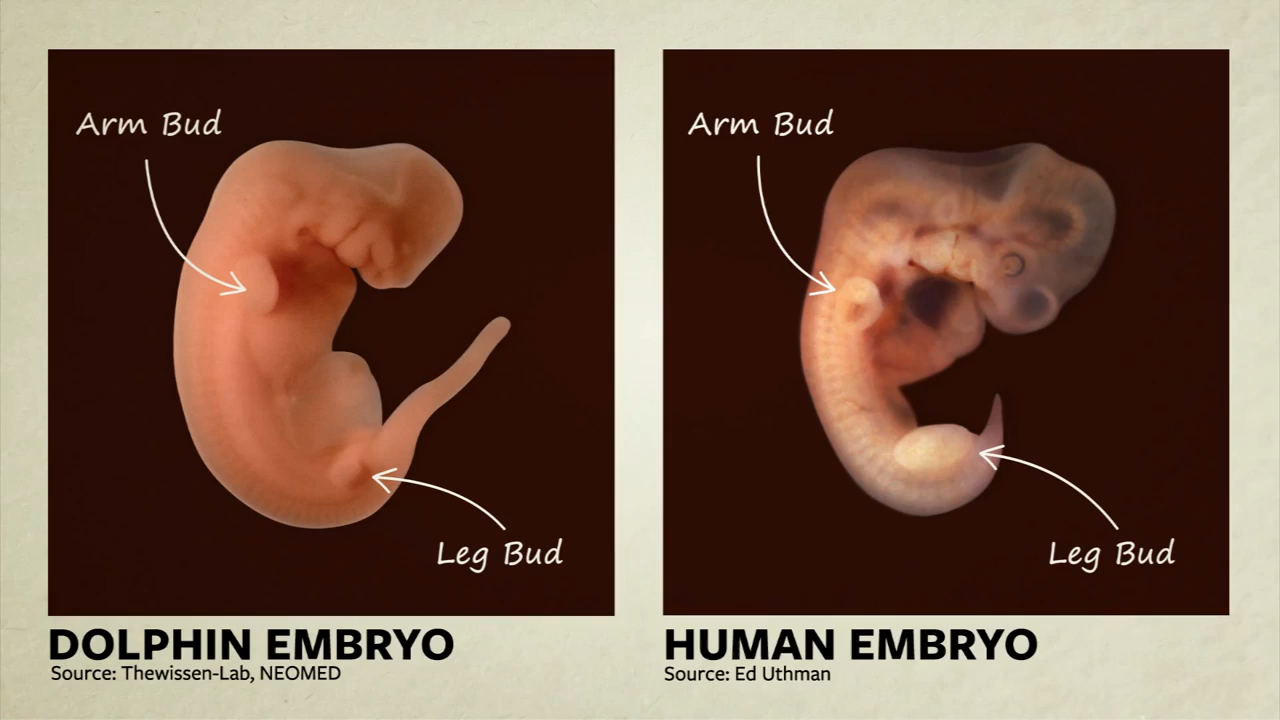 Arm Bud
Leg Bud
DOLPHIN EMBRYO
Source: Thewissen-Lab, NEOMED
Arm Bud
Leg Bud
HUMAN EMBRYO
Source: Ed Uthman